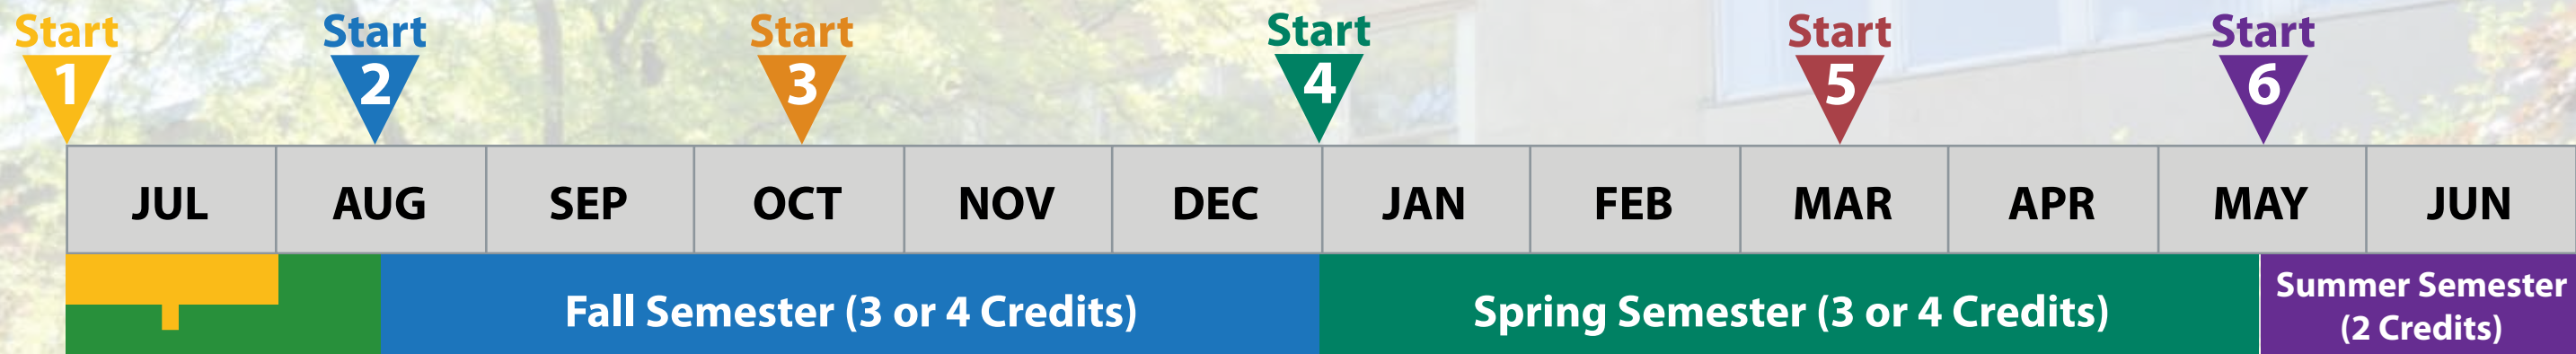 Start Start Start Start Start Start
1 2 3 4 5 6
JUL AUG SEP OCT NOV DEC JAN FEB MAR APR MAY JUN
Fall Semester (3 or 4 Credits)
Spring Semester (3 or 4 Credits)
Summer Semester
(2 Credits)